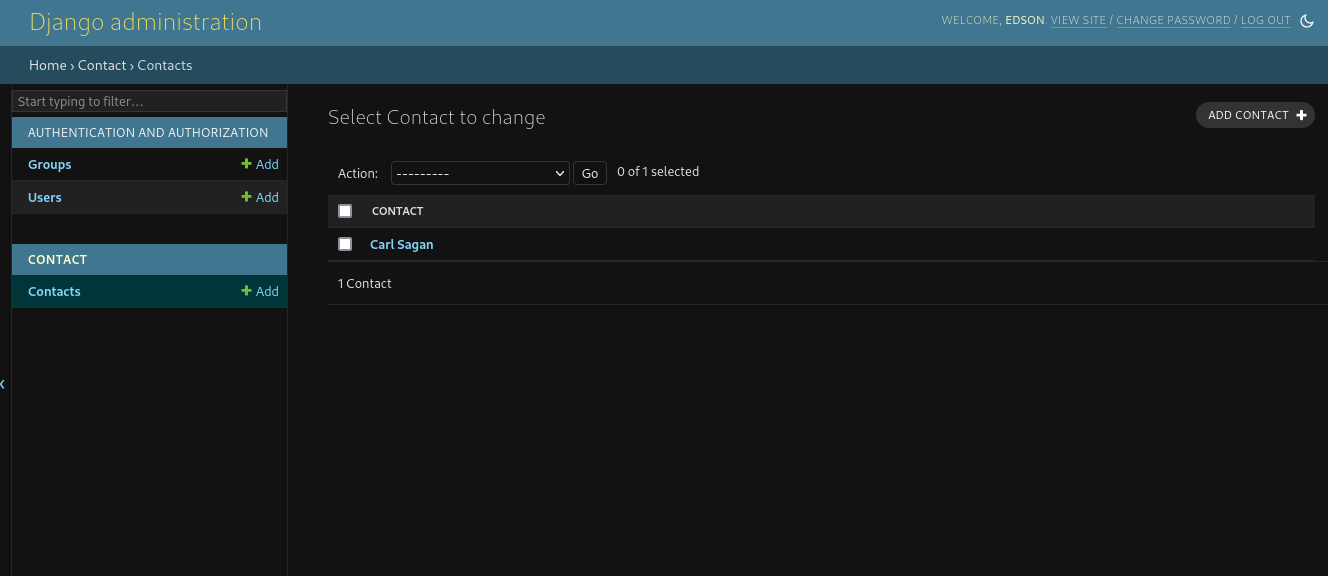 Django administration
WELCOME, EDSON. VIEW SITE / CHANGE PASSWORD / LOG OUT
Home › Contact › Contacts
Start typing to filter...
AUTHENTICATION AND AUTHORIZATION
Groups
Add
Users
Add
CONTACT
Contacts
Add
Select Contact to change
ADD CONTACT
Action: --------- Go 0 of 1 selected
CONTACT
Carl Sagan
1 Contact